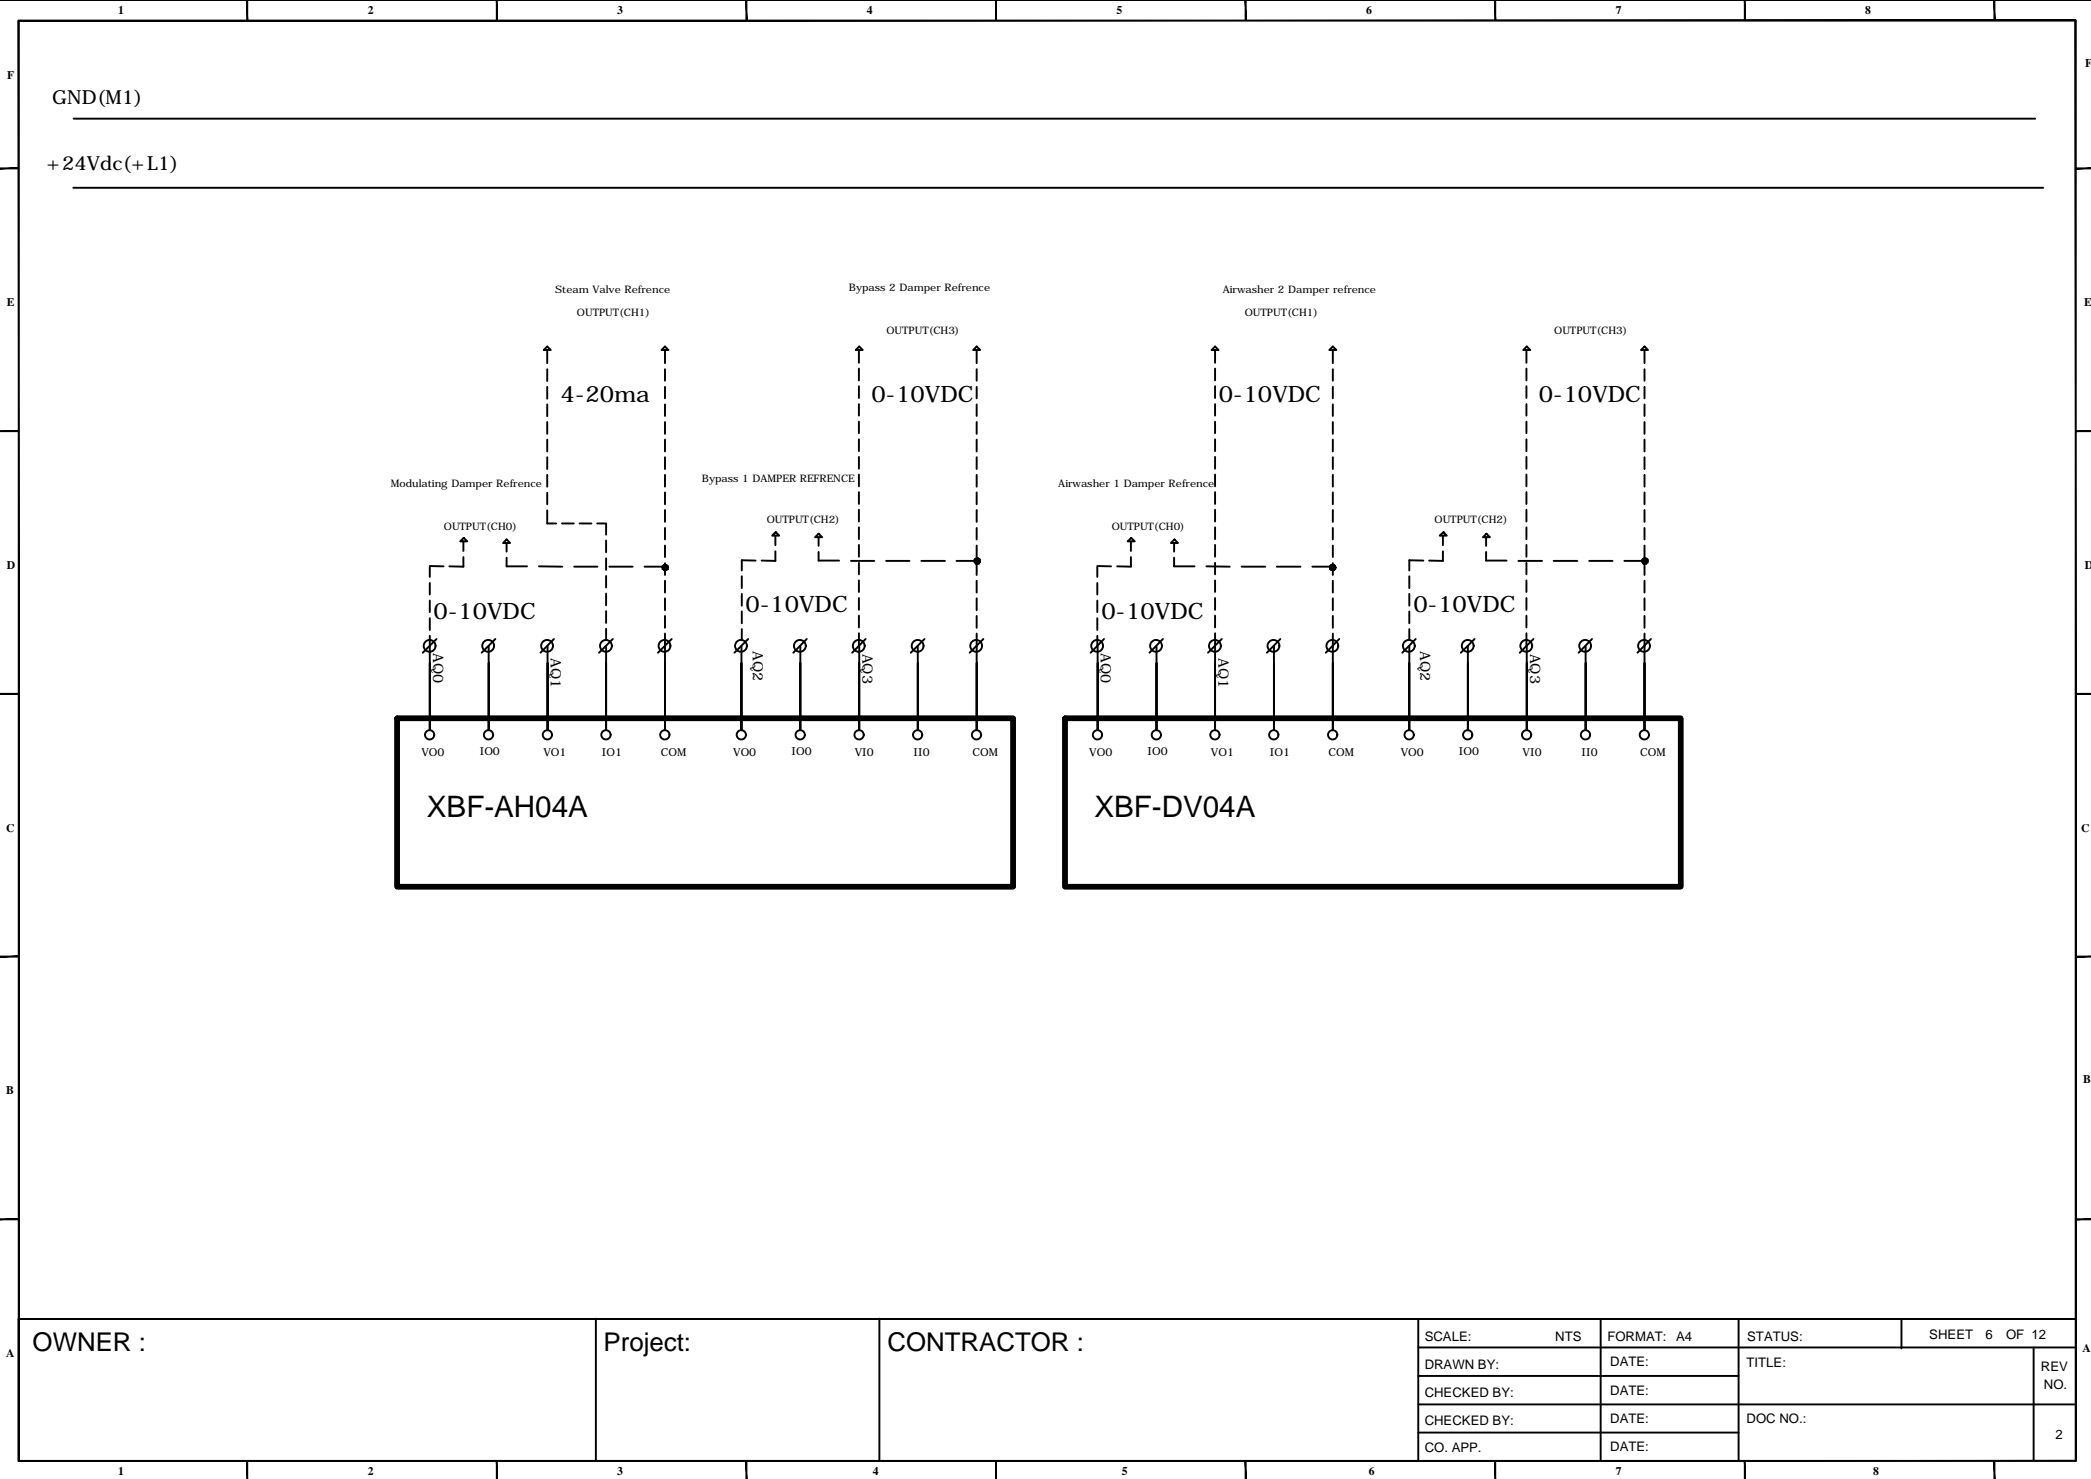 1 2 3 4 5 6 7 8
F F
GND(M1)
+24Vdc(+L1)
E E
Steam Valve Refrence
OUTPUT(CH1)
Bypass 2 Damper Refrence
OUTPUT(CH3)
Airwasher 2 Damper refrence
OUTPUT(CH1)
OUTPUT(CH3)
4-20ma 0-10VDC 0-10VDC 0-10VDC
Modulating Damper Refrence
OUTPUT(CH0)
Bypass 1 DAMPER REFRENCE
OUTPUT(CH2)
Airwasher 1 Damper Refrence
OUTPUT(CH0)
OUTPUT(CH2)
D D
0-10VDC 0-10VDC 0-10VDC 0-10VDC
AQ0 AQ1 AQ2 AQ3 AQ0 AQ1 AQ2 AQ3
VO0 IO0 VO1 IO1 COM VO0 IO0 VI0 II0 COM VO0 IO0 VO1 IO1 COM VO0 IO0 VI0 II0 COM
XBF-AH04A XBF-DV04A
C C
B B
A A
OWNER :
Project:
CONTRACTOR :
SCALE: NTS FORMAT: A4 STATUS: SHEET 6 OF 12
DRAWN BY: DATE: TITLE: REV NO.
CHECKED BY: DATE:
CHECKED BY: DATE: DOC NO.: 2
CO. APP. DATE:
1 2 3 4 5 6 7 8